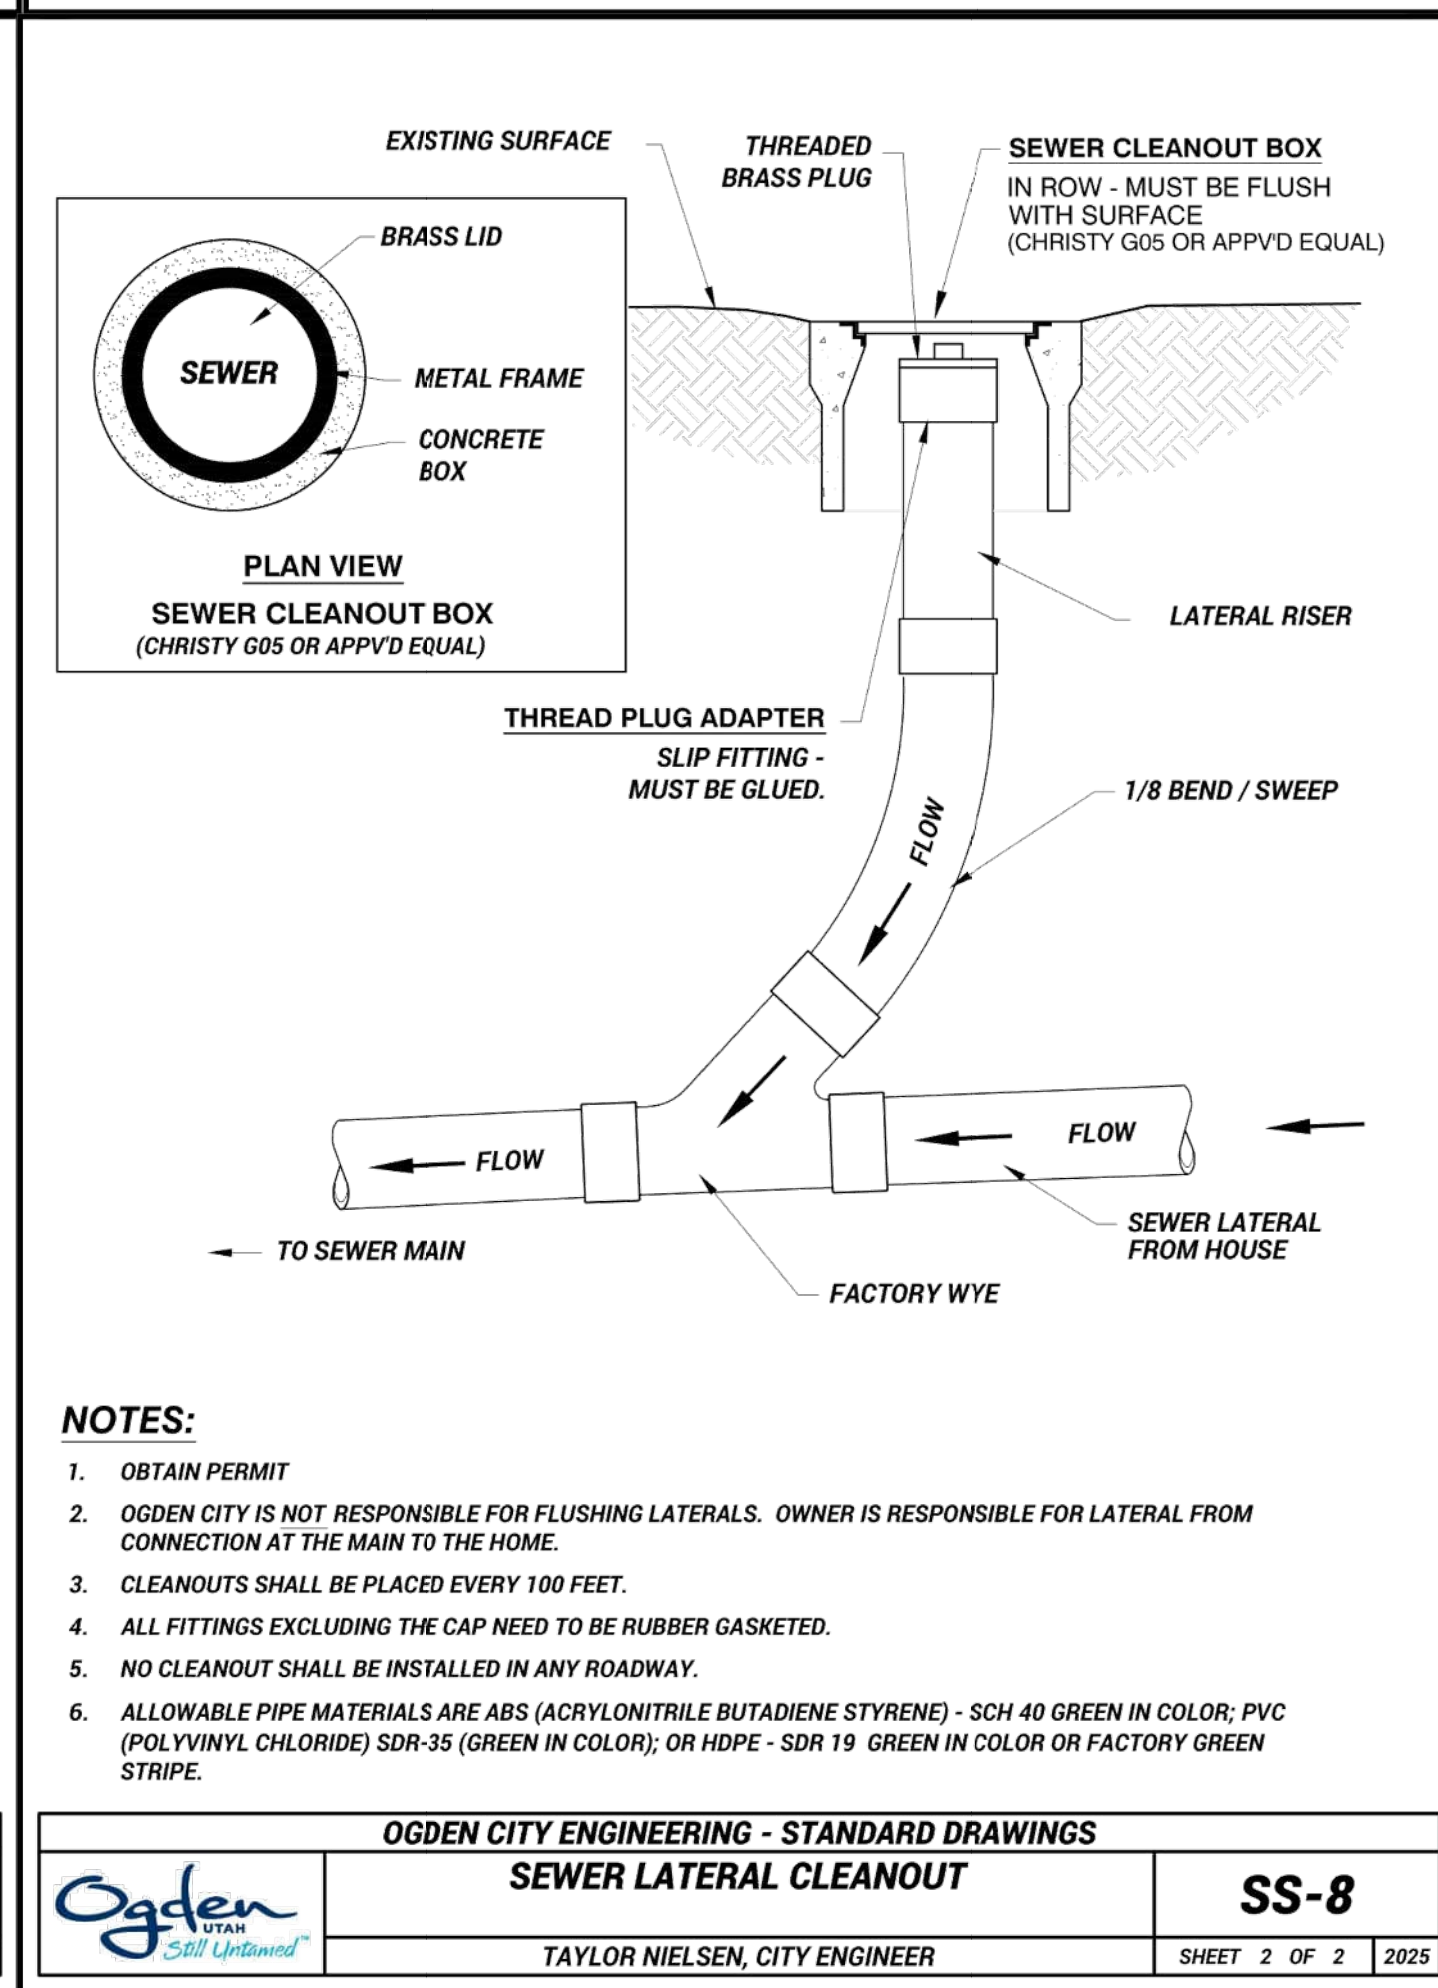 EXISTING SURFACE
THREADED
BRASS PLUG
SEWER CLEANOUT BOX
IN ROW - MUST BE FLUSH
WITH SURFACE
(CHRISTY G05 OR APPV'D EQUAL)
BRASS LID
SEWER
METAL FRAME
CONCRETE
BOX
PLAN VIEW
SEWER CLEANOUT BOX
(CHRISTY G05 OR APPV'D EQUAL)
LATERAL RISER
THREAD PLUG ADAPTER
SLIP FITTING -
MUST BE GLUED.
1/8 BEND / SWEEP
FLOW
FLOW
FLOW
SEWER LATERAL
FROM HOUSE
TO SEWER MAIN
FACTORY WYE
NOTES:
1. OBTAIN PERMIT
2. OGDEN CITY IS NOT RESPONSIBLE FOR FLUSHING LATERALS. OWNER IS RESPONSIBLE FOR LATERAL FROM
CONNECTION AT THE MAIN TO THE HOME.
3. CLEANOUTS SHALL BE PLACED EVERY 100 FEET.
4. ALL FITTINGS EXCLUDING THE CAP NEED TO BE RUBBER GASKETED.
5. NO CLEANOUT SHALL BE INSTALLED IN ANY ROADWAY.
6. ALLOWABLE PIPE MATERIALS ARE ABS (ACRYLONITRILE BUTADIENE STYRENE) - SCH 40 GREEN IN COLOR; PVC
(POLYVINYL CHLORIDE) SDR-35 (GREEN IN COLOR); OR HDPE - SDR 19 GREEN IN COLOR OR FACTORY GREEN
STRIPE.
OGDEN CITY ENGINEERING - STANDARD DRAWINGS
Ogden
UTAH
Still Untamed™
SEWER LATERAL CLEANOUT
SS-8
TAYLOR NIELSEN, CITY ENGINEER
SHEET 2 OF 2
2025